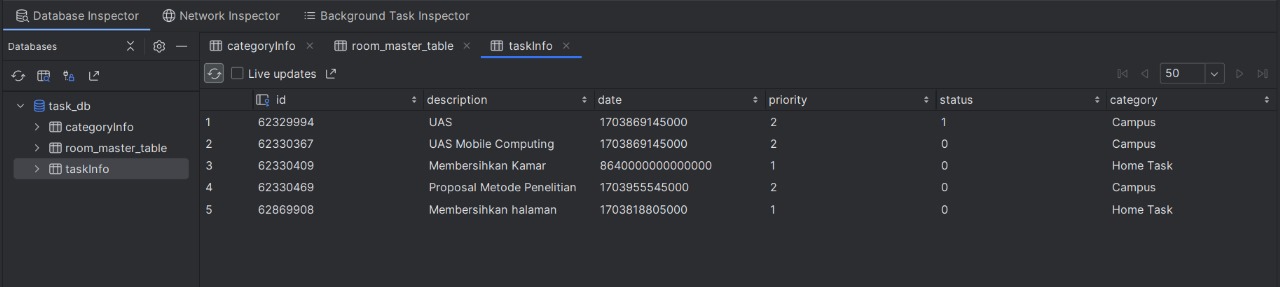 Database Inspector Network Inspector Background Task Inspector
Databases categoryInfo room_master_table taskInfo
Live updates 50
task_db
categoryInfo
room_master_table
taskInfo
id description date priority status category
1 62329994 UAS 1703869145000 2 1 Campus
2 62330367 UAS Mobile Computing 1703869145000 2 0 Campus
3 62330409 Membersihkan Kamar 8640000000000000 1 0 Home Task
4 62330469 Proposal Metode Penelitian 1703955545000 2 0 Campus
5 62869908 Membersihkan halaman 1703818805000 1 0 Home Task